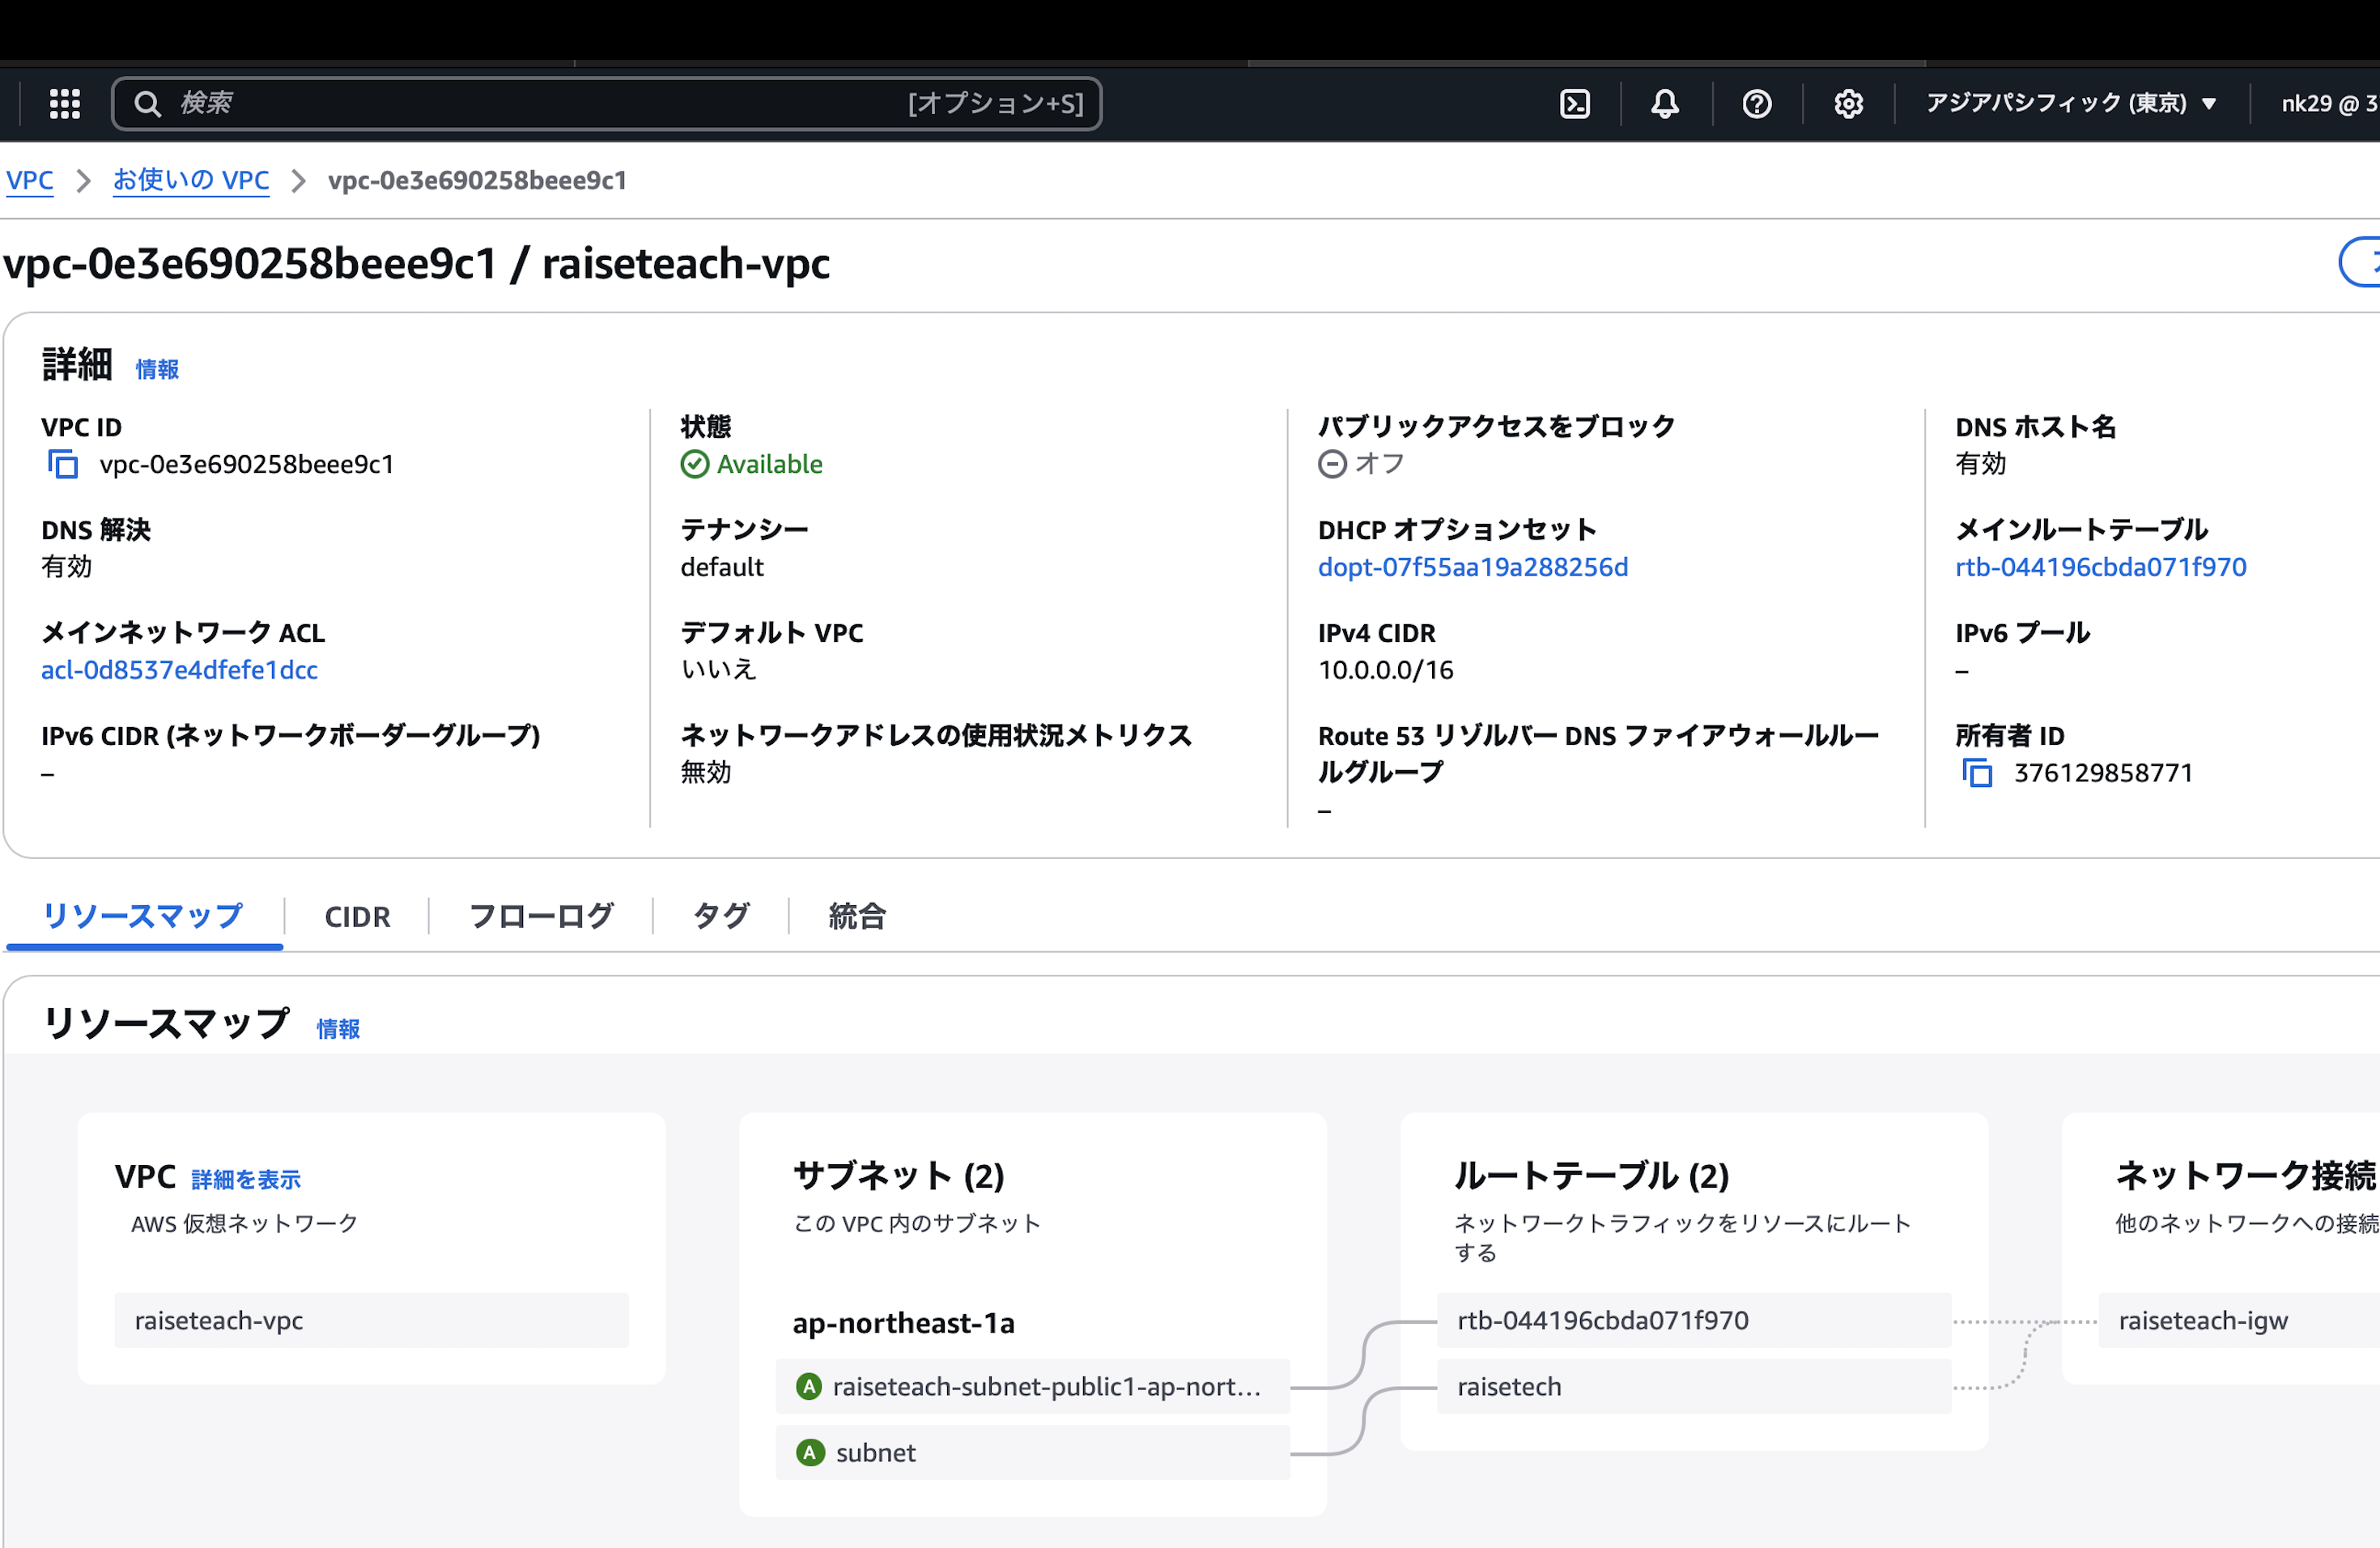 検索 [オプション+S] アジアパシフィック (東京) ▼ nk29 @ 3
VPC > お使いの VPC > vpc-0e3e690258beee9c1
vpc-0e3e690258beee9c1 / raiseteach-vpc
詳細 情報
VPC ID
vpc-0e3e690258beee9c1
状態
Available
パブリックアクセスをブロック
オフ
DNS ホスト名
有効
DNS 解決
有効
テナンシー
default
DHCP オプションセット
dopt-07f55aa19a288256d
メインルートテーブル
rtb-044196cbda071f970
メインネットワーク ACL
acl-0d8537e4dfefe1dcc
デフォルト VPC
いいえ
IPv4 CIDR
10.0.0.0/16
IPv6 プール
–
IPv6 CIDR (ネットワークボーダーグループ)
–
ネットワークアドレスの使用状況メトリクス
無効
Route 53 リゾルバー DNS ファイアウォールルー
ルグループ
–
所有者 ID
376129858771
リソースマップ CIDR フローログ タグ 統合
リソースマップ 情報
VPC 詳細を表示
AWS 仮想ネットワーク
raiseteach-vpc
サブネット (2)
この VPC 内のサブネット
ap-northeast-1a
A raiseteach-subnet-public1-ap-nort...
A subnet
ルートテーブル (2)
ネットワークトラフィックをリソースにルート
する
rtb-044196cbda071f970
raisetech
ネットワーク接続
他のネットワークへの接続
raiseteach-igw